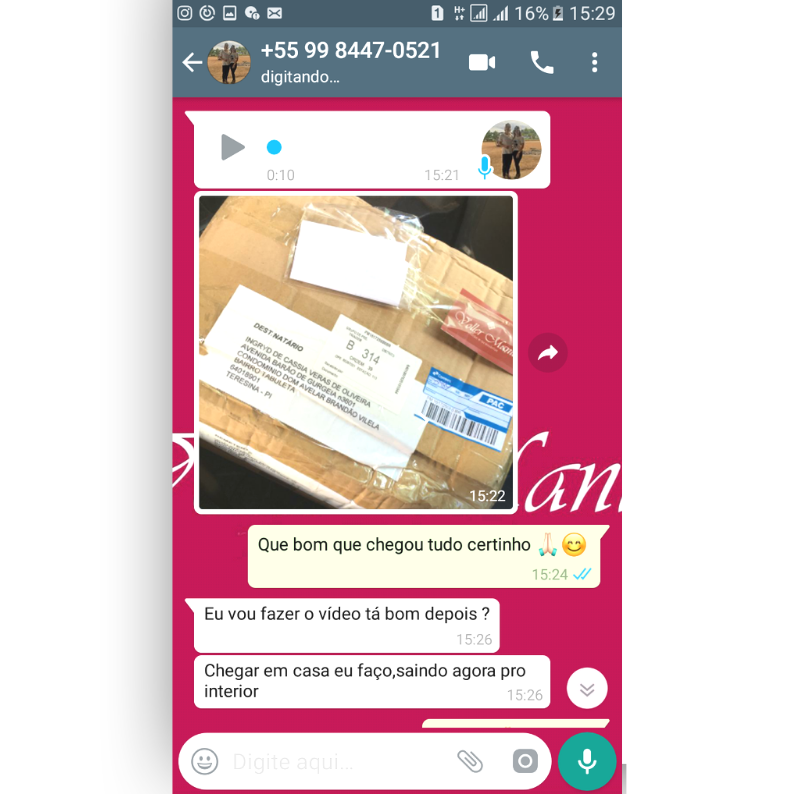 1 H+ 16% 15:29
+55 99 8447-0521
digitando...
0:10 15:21
DESTINATÁRIO
INGRYD DE CASSIA VERAS DE OLIVEIRA
AVENIDA BARÃO DE GURGEIA
CONDOMINIO DOM AVELAR BRANDÃO VILELA
BAIRRO TABULETA
64019901
TERESINA - PI
B 314
PAC
15:22
Que bom que chegou tudo certinho 🙏🏻😊
15:24
Eu vou fazer o vídeo tá bom depois ?
15:26
Chegar em casa eu faço,saindo agora pro
interior
15:26
Digite aqui...